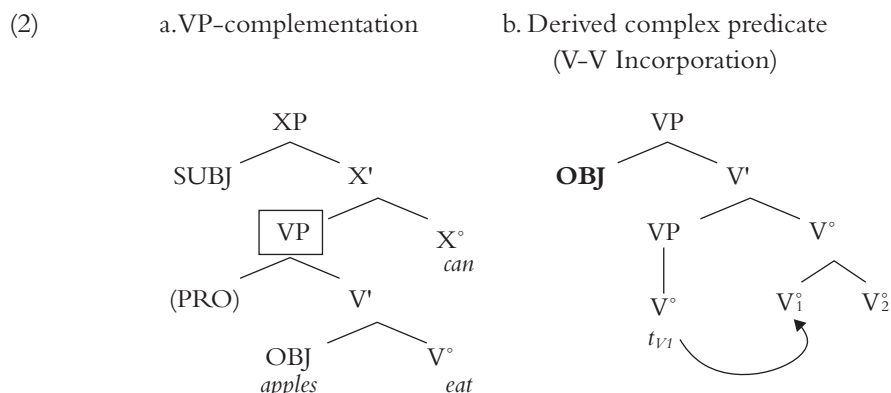 (2) a. VP-complementation b. Derived complex predicate
(V-V Incorporation)
XP VP
SUBJ X' OBJ V'
VP X° VP V°
can
(PRO) V' V° V°1 V°2
tV1
OBJ V°
apples eat